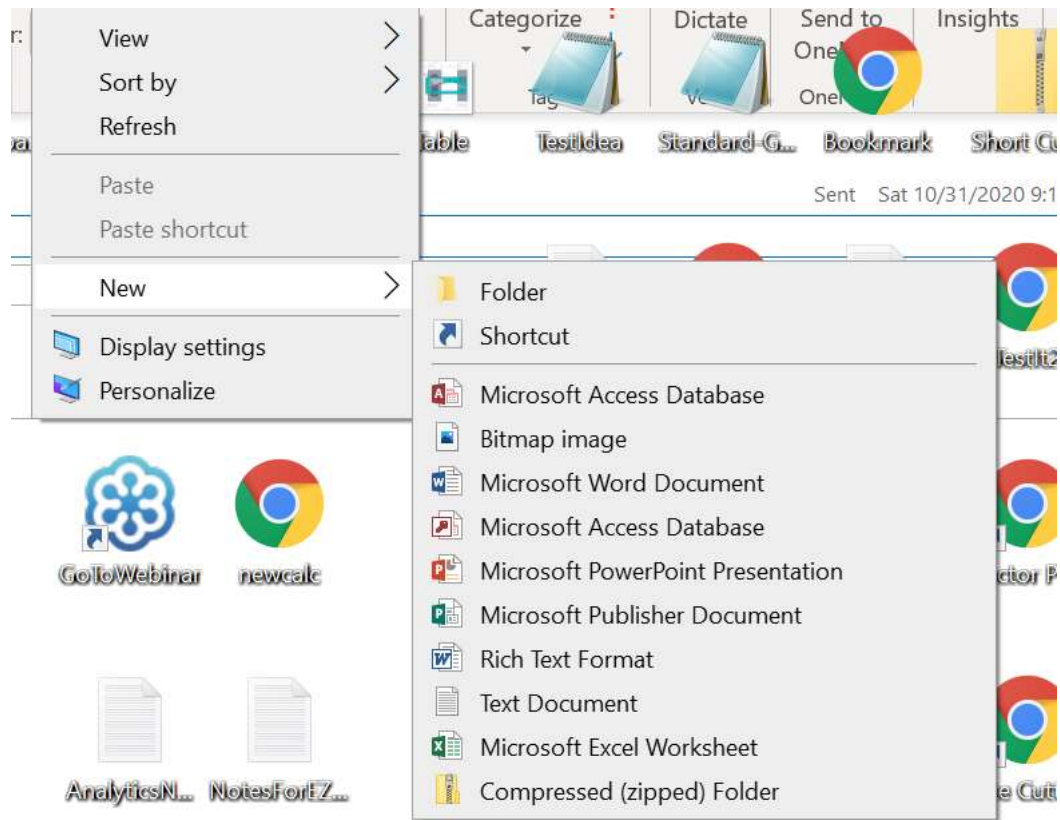 Categorize Dictate Send to Insights
r:
View
Sort by
Refresh
Table TestIdea Standard-G... Bookmark
Paste
Sent Sat 10/31/2020
Paste shortcut
New
Folder
Shortcut
Display settings
TestIt2
Personalize
Microsoft Access Database
Bitmap image
Microsoft Word Document
Microsoft Access Database
GoToWebinar newcalc
Microsoft PowerPoint Presentation
Microsoft Publisher Document
Rich Text Format
Text Document
Microsoft Excel Worksheet
AnalyticsN... NotesForEZ...
Compressed (zipped) Folder